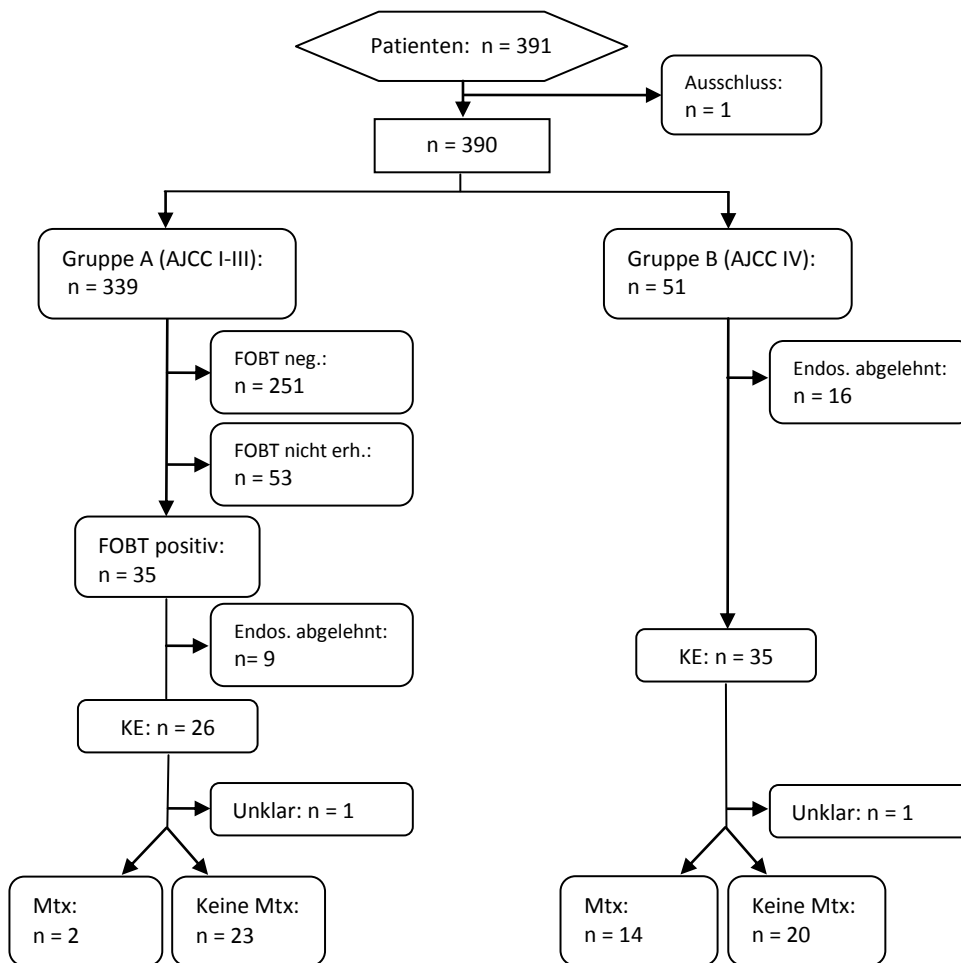 Patienten: n = 391
Ausschluss:
n = 1
n = 390
Gruppe A (AJCC I-III):
n = 339
Gruppe B (AJCC IV):
n = 51
FOBT neg.:
n = 251
Endos. abgelehnt:
n = 16
FOBT nicht erh.:
n = 53
FOBT positiv:
n = 35
Endos. abgelehnt:
n= 9
KE: n = 35
KE: n = 26
Unklar: n = 1
Unklar: n = 1
Mtx:
n = 2
Keine Mtx:
n = 23
Mtx:
n = 14
Keine Mtx:
n = 20